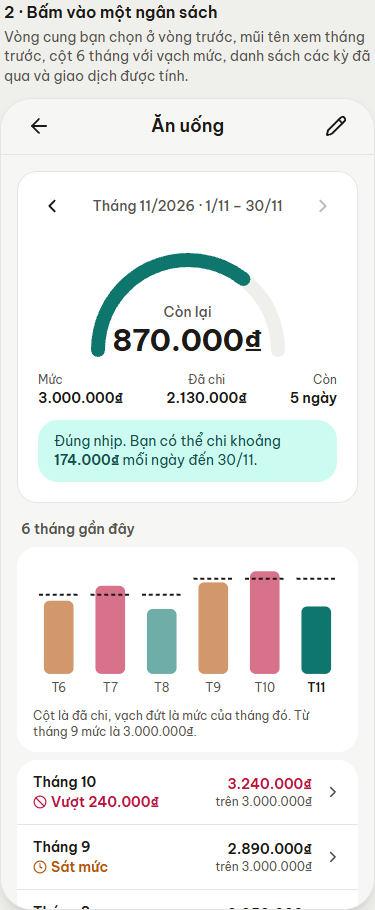 2 · Bấm vào một ngân sách
Vòng cung bạn chọn ở vòng trước, mũi tên xem tháng
trước, cột 6 tháng với vạch mức, danh sách các kỳ đã
qua và giao dịch được tính.
Ăn uống
Tháng 11/2026 · 1/11 – 30/11
Còn lại
870.000₫
Mức
Đã chi
Còn
3.000.000₫
2.130.000₫
5 ngày
Đúng nhịp. Bạn có thể chi khoảng
174.000₫ mỗi ngày đến 30/11.
6 tháng gần đây
T6
T7
T8
T9
T10
T11
Cột là đã chi, vạch đứt là mức của tháng đó. Từ
tháng 9 mức là 3.000.000₫.
Tháng 10
3.240.000₫
Vượt 240.000₫
trên 3.000.000₫
Tháng 9
2.890.000₫
Sát mức
trên 3.000.000₫